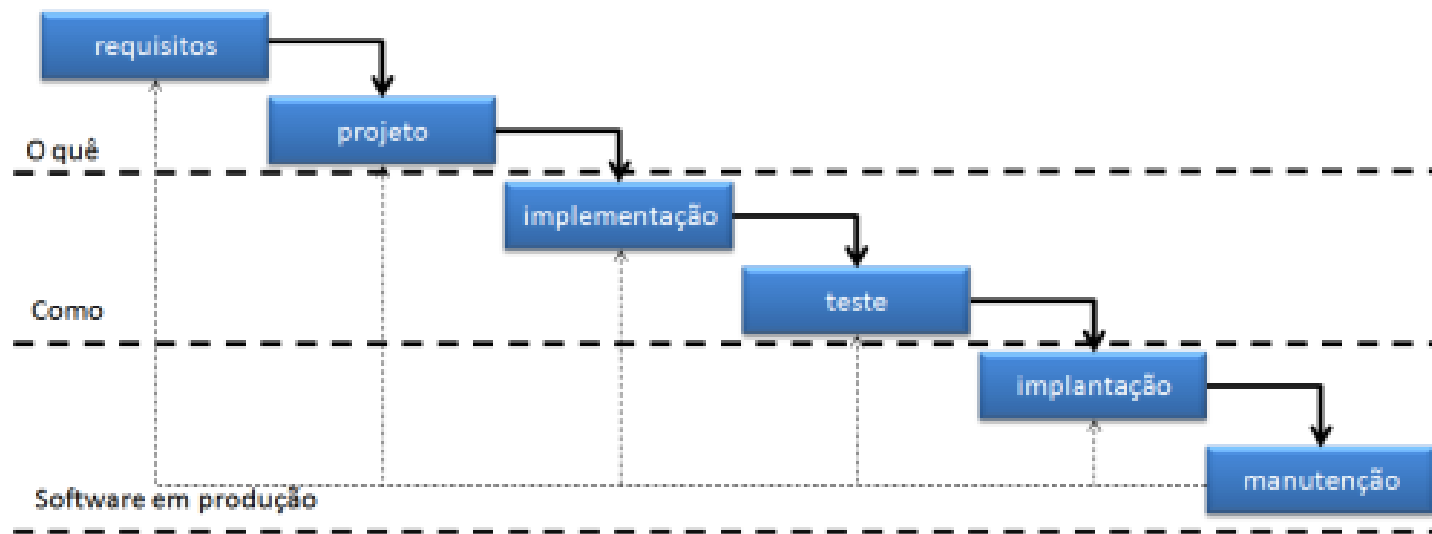 requisitos
projeto
O quê
implementação
teste
Como
implantação
manutenção
Software em produção